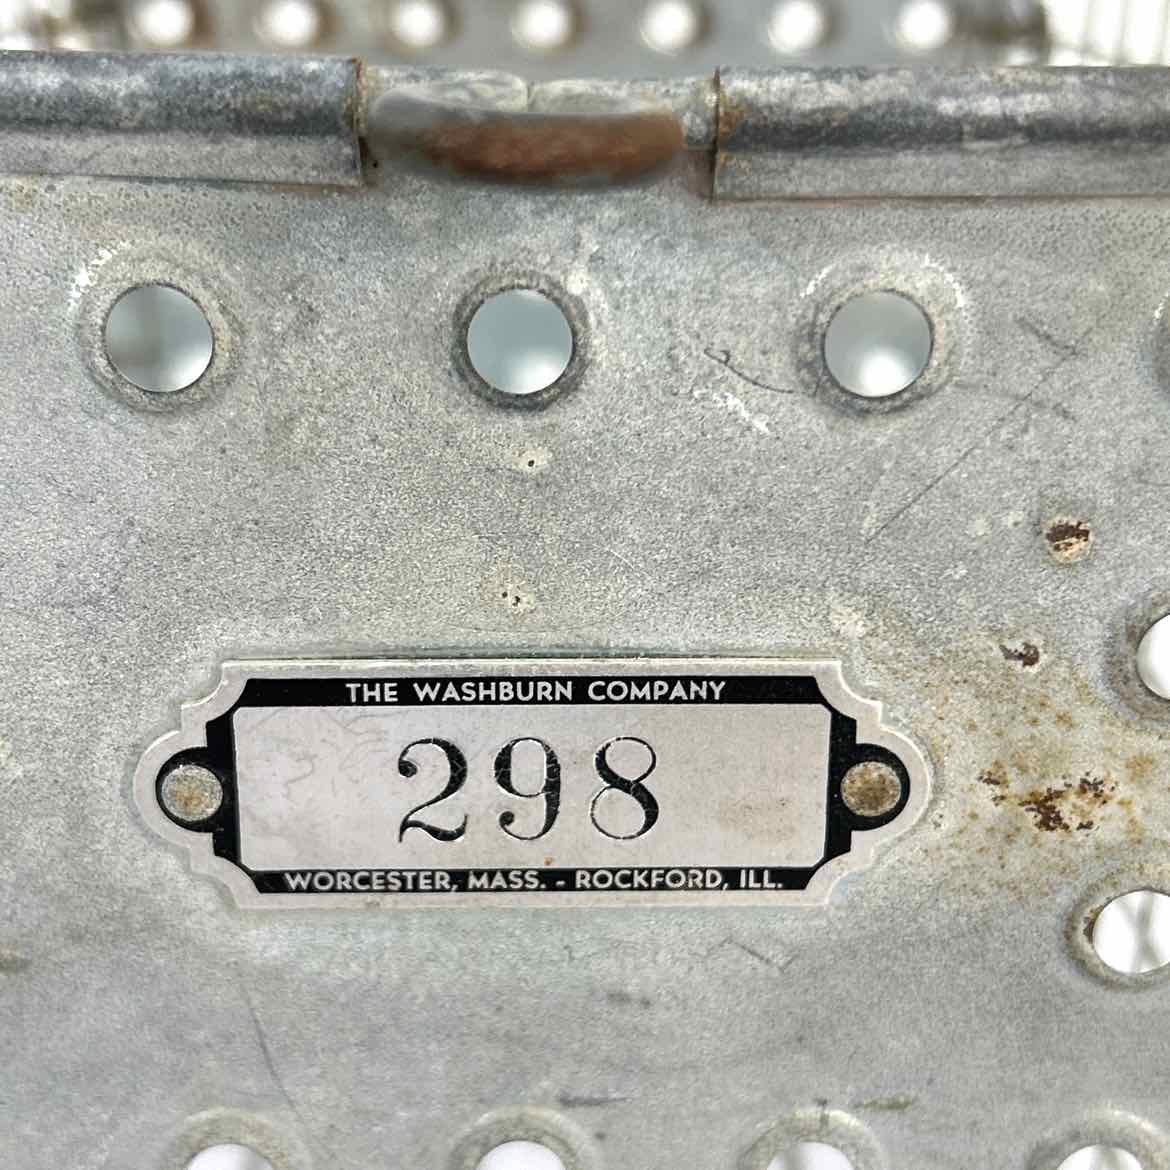 THE WASHBURN COMPANY
298
WORCESTER, MASS. - ROCKFORD, ILL.